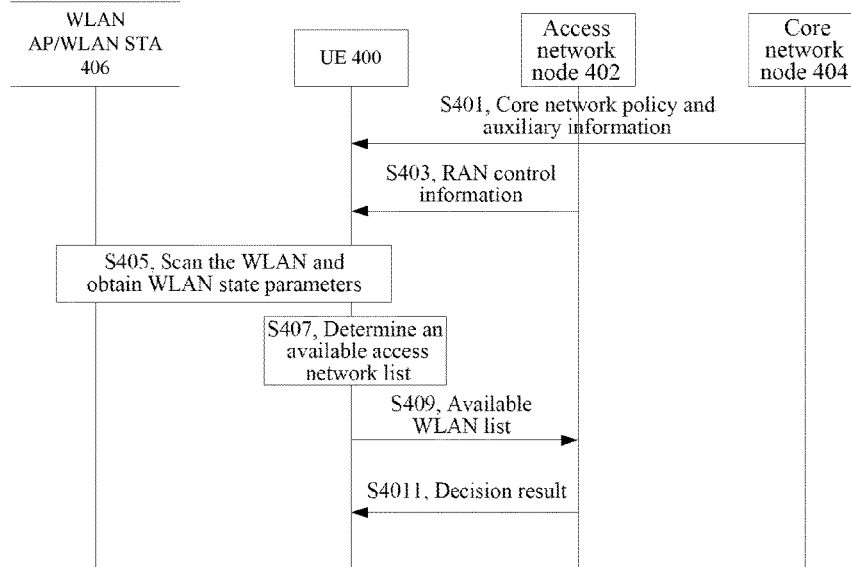 WLAN
AP/WLAN STA
406
UE 400
Access
network
node 402
Core
network
node 404
S401, Core network policy and
auxiliary information
S403, RAN control
information
S405, Scan the WLAN and
obtain WLAN state parameters
S407, Determine an
available access
network list
S409, Available
WLAN list
S4011, Decision result